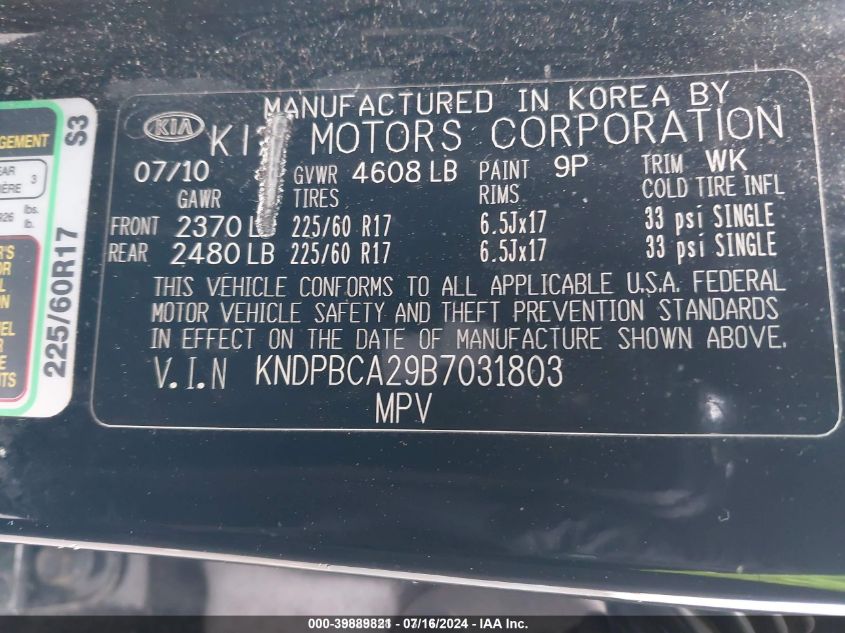 MANUFACTURED IN KOREA BY
KIA KI MOTORS CORPORATION
07/10 GVWR 4608 LB PAINT 9P TRIM WK
GAWR TIRES RIMS COLD TIRE INFL
FRONT 2370 L 225/60 R17 6.5Jx17 33 psi SINGLE
REAR 2480 LB 225/60 R17 6.5Jx17 33 psi SINGLE
THIS VEHICLE CONFORMS TO ALL APPLICABLE U.S.A. FEDERAL
MOTOR VEHICLE SAFETY AND THEFT PREVENTION STANDARDS
IN EFFECT ON THE DATE OF MANUFACTURE SHOWN ABOVE.
V.I.N KNDPBCA29B7031803
MPV
3
lbs.
lb.
225/60R17 S3
000-39889821 - 07/16/2024 - IAA Inc.